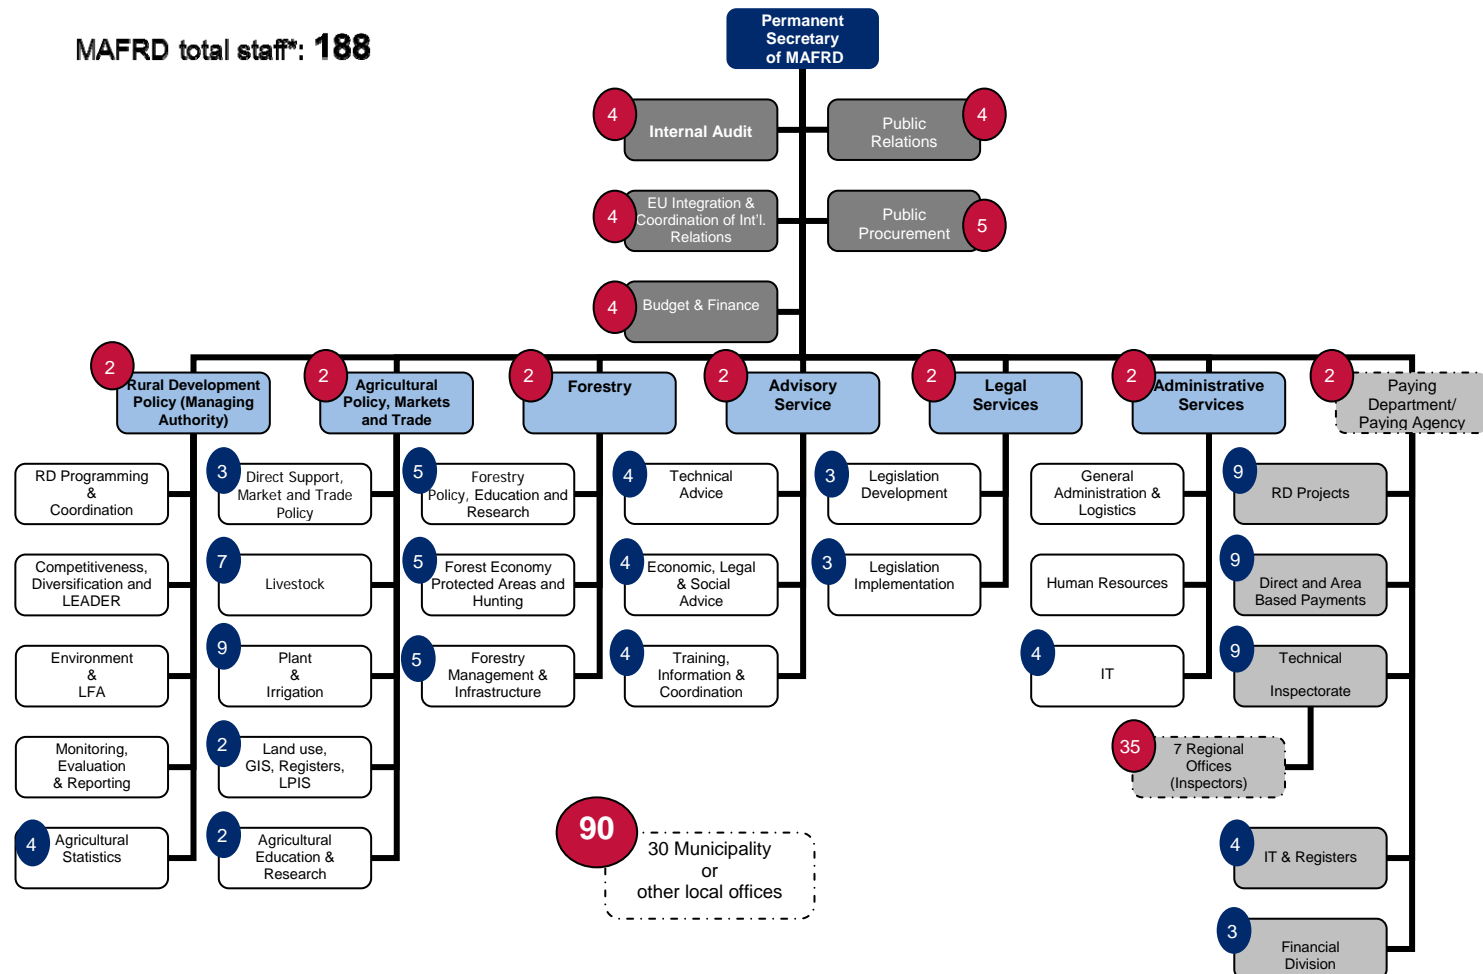 MAFRD total staff*: 188
Permanent
Secretary
of MAFRD
4
Internal Audit
Public
Relations
4
4
EU Integration &
Coordination of Int'l.
Relations
Public
Procurement
5
4
Budget & Finance
2
Rural Development
Policy (Managing
Authority)
2
Agricultural
Policy, Markets
and Trade
2
Forestry
2
Advisory
Service
2
Legal
Services
2
Administrative
Services
2
Paying
Department/
Paying Agency
RD Programming
&
Coordination
3
Direct Support,
Market and Trade
Policy
5
Forestry
Policy, Education and
Research
4
Technical
Advice
3
Legislation
Development
General
Administration &
Logistics
9
RD Projects
Competitiveness,
Diversification and
LEADER
7
Livestock
5
Forest Economy
Protected Areas and
Hunting
4
Economic, Legal
& Social
Advice
3
Legislation
Implementation
Human Resources
9
Direct and Area
Based Payments
Environment
&
LFA
9
Plant
&
Irrigation
5
Forestry
Management &
Infrastructure
4
Training,
Information &
Coordination
4
IT
9
Technical
Inspectorate
Monitoring,
Evaluation
& Reporting
2
Land use,
GIS, Registers,
LPIS
35
7 Regional
Offices
(Inspectors)
4
Agricultural
Statistics
2
Agricultural
Education &
Research
90
30 Municipality
or
other local offices
4
IT & Registers
3
Financial
Division